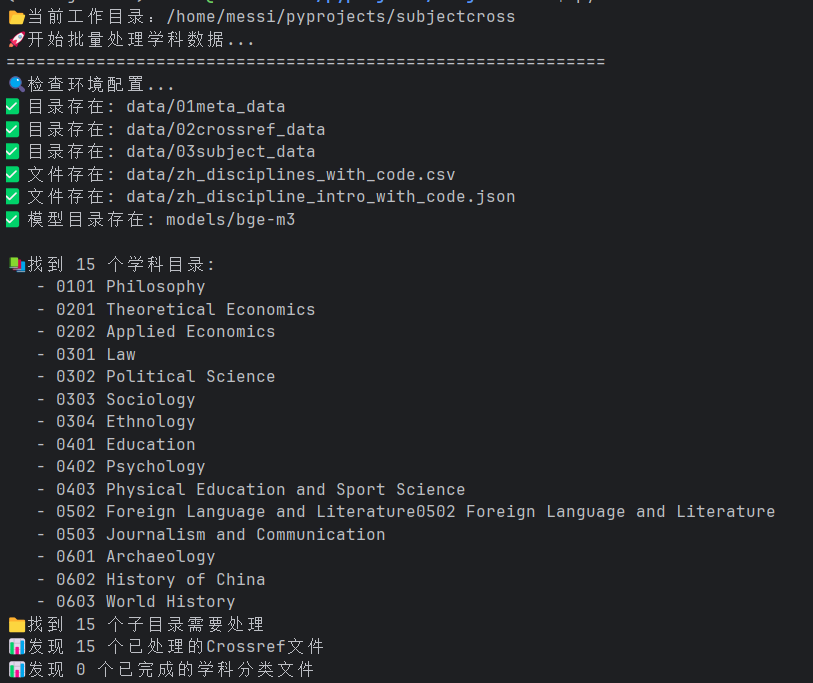 📂当前工作目录: /home/messi/pyprojects/subjectcross
🚀开始批量处理学科数据...
============================================================
🔍检查环境配置...
✅ 目录存在: data/01meta_data
✅ 目录存在: data/02crossref_data
✅ 目录存在: data/03subject_data
✅ 文件存在: data/zh_disciplines_with_code.csv
✅ 文件存在: data/zh_discipline_intro_with_code.json
✅ 模型目录存在: models/bge-m3
📚找到 15 个学科目录:
- 0101 Philosophy
- 0201 Theoretical Economics
- 0202 Applied Economics
- 0301 Law
- 0302 Political Science
- 0303 Sociology
- 0304 Ethnology
- 0401 Education
- 0402 Psychology
- 0403 Physical Education and Sport Science
- 0502 Foreign Language and Literature0502 Foreign Language and Literature
- 0503 Journalism and Communication
- 0601 Archaeology
- 0602 History of China
- 0603 World History
📁找到 15 个子目录需要处理
📊发现 15 个已处理的Crossref文件
📊发现 0 个已完成的学科分类文件